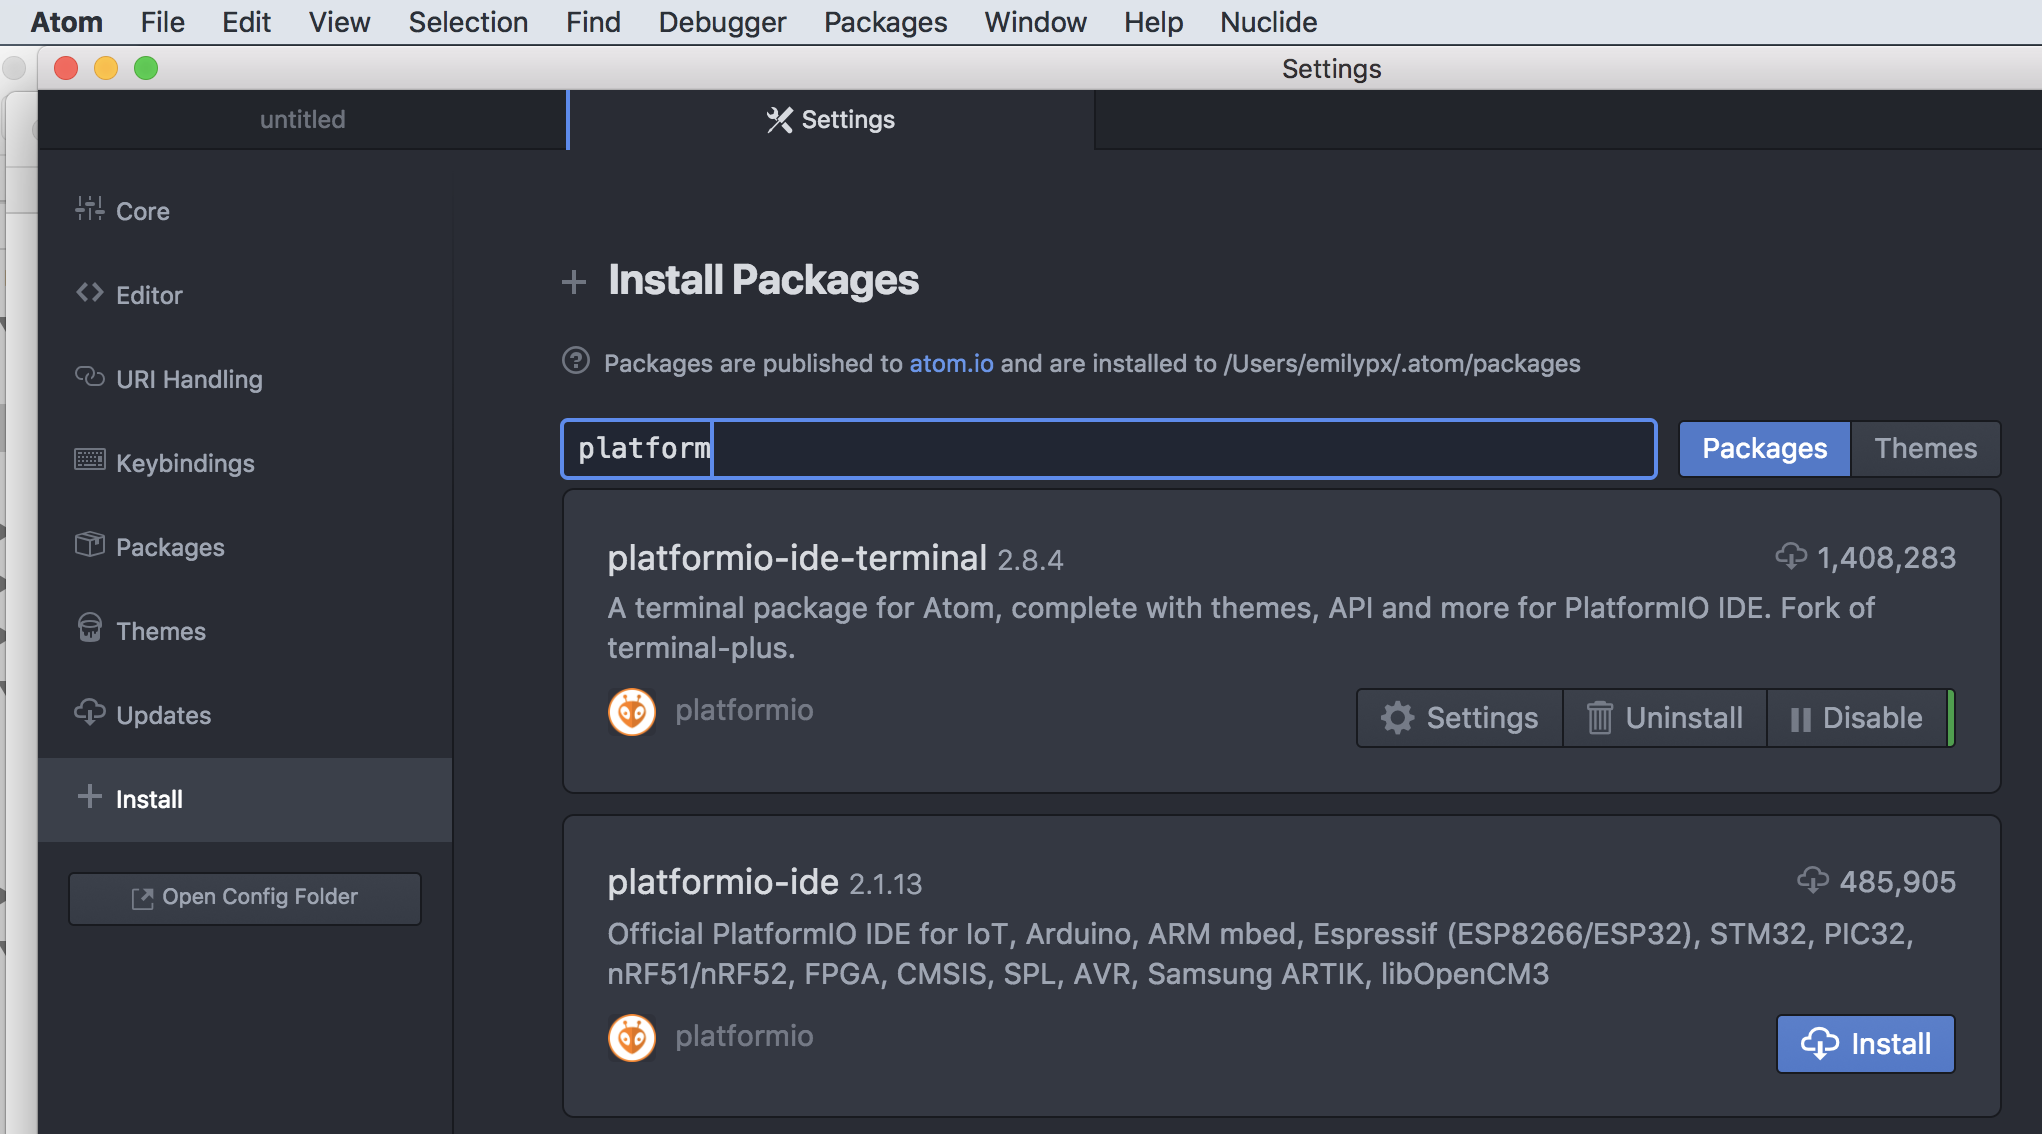 Atom File Edit View Selection Find Debugger Packages Window Help Nuclide
Settings
untitled
Settings
Core
Editor
URI Handling
Keybindings
Packages
Themes
Updates
Install
Open Config Folder
Install Packages
Packages are published to atom.io and are installed to /Users/emilypx/.atom/packages
platform
Packages Themes
platformio-ide-terminal 2.8.4
1,408,283
A terminal package for Atom, complete with themes, API and more for PlatformIO IDE. Fork of
terminal-plus.
platformio
Settings Uninstall Disable
platformio-ide 2.1.13
485,905
Official PlatformIO IDE for IoT, Arduino, ARM mbed, Espressif (ESP8266/ESP32), STM32, PIC32,
nRF51/nRF52, FPGA, CMSIS, SPL, AVR, Samsung ARTIK, libOpenCM3
platformio
Install